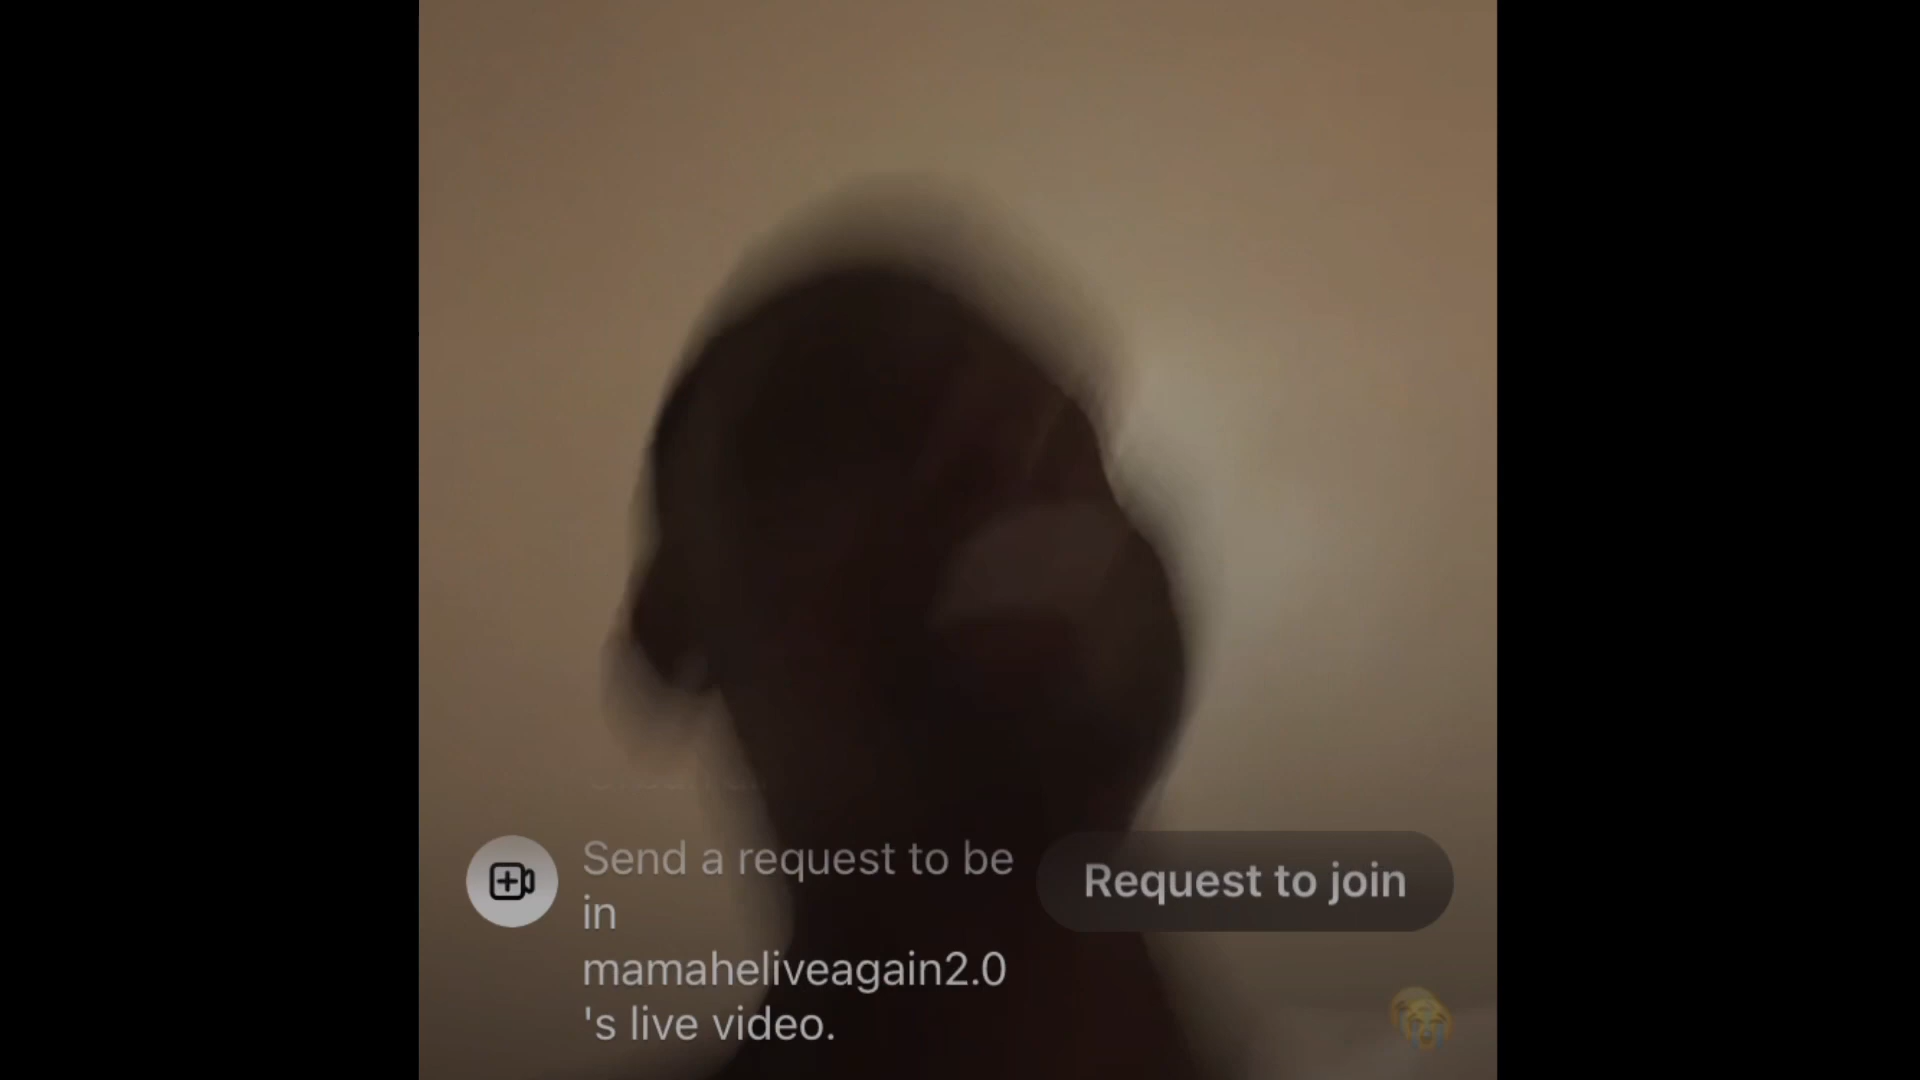 Send a request to be
in
mamaheliveagain2.0
's live video.
Request to join